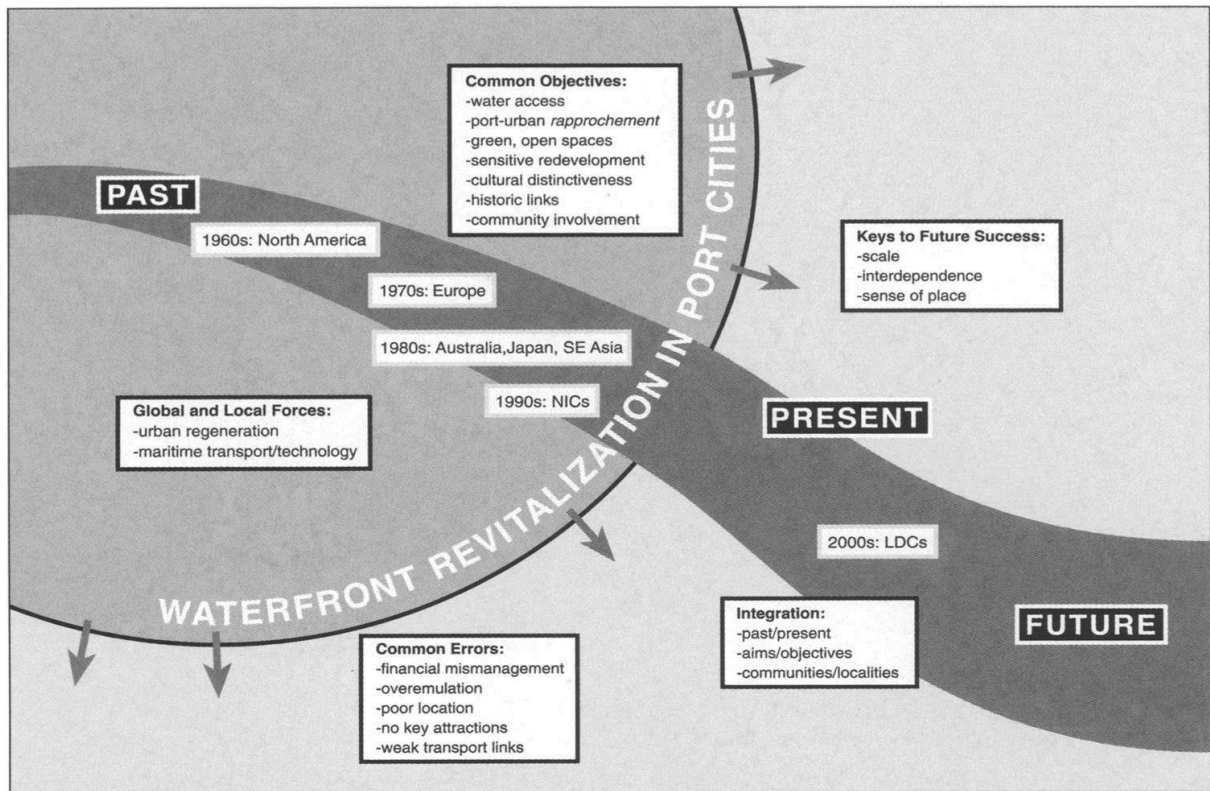 Common Objectives:
-water access
-port-urban rapprochement
-green, open spaces
-sensitive redevelopment
-cultural distinctiveness
-historic links
-community involvement
PAST
1960s: North America
1970s: Europe
1980s: Australia,Japan, SE Asia
1990s: NICs
Keys to Future Success:
-scale
-interdependence
-sense of place
Global and Local Forces:
-urban regeneration
-maritime transport/technology
WATERFRONT REVITALIZATION IN PORT CITIES
PRESENT
2000s: LDCs
Integration:
-past/present
-aims/objectives
-communities/localities
FUTURE
Common Errors:
-financial mismanagement
-overemulation
-poor location
-no key attractions
-weak transport links